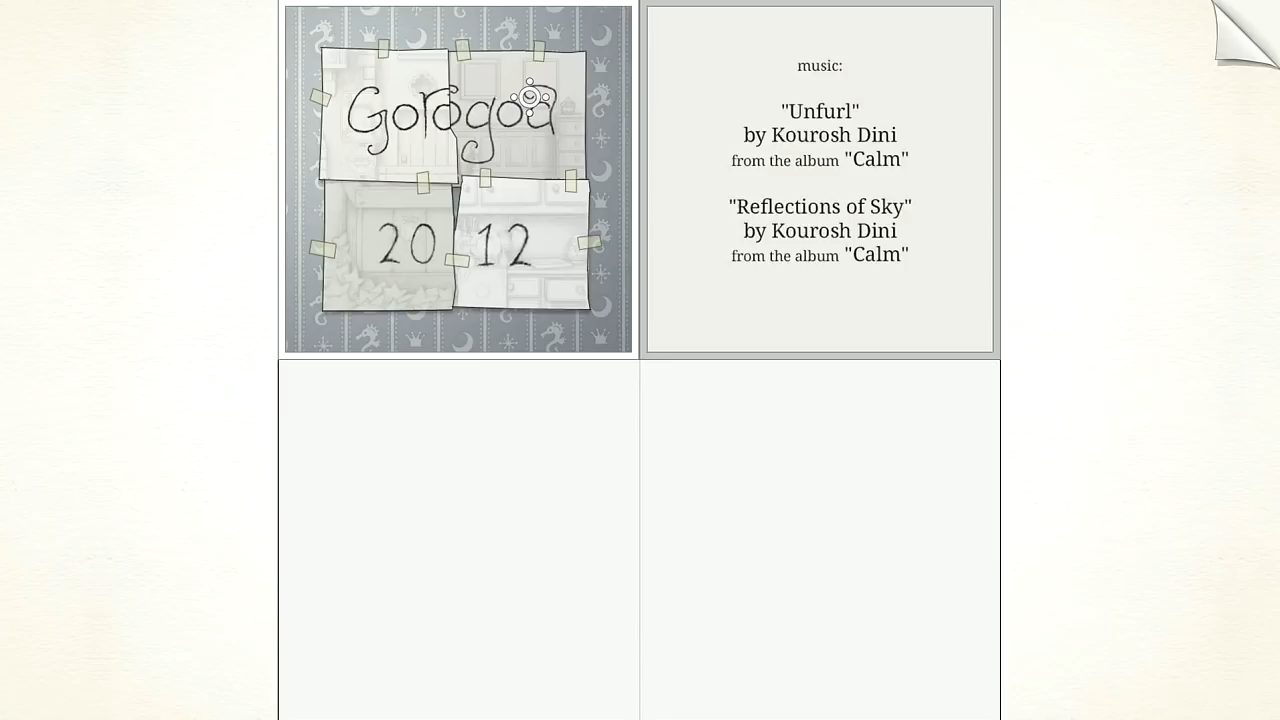 Gorogoa
2012
music:
"Unfurl"
by Kourosh Dini
from the album "Calm"
"Reflections of Sky"
by Kourosh Dini
from the album "Calm"